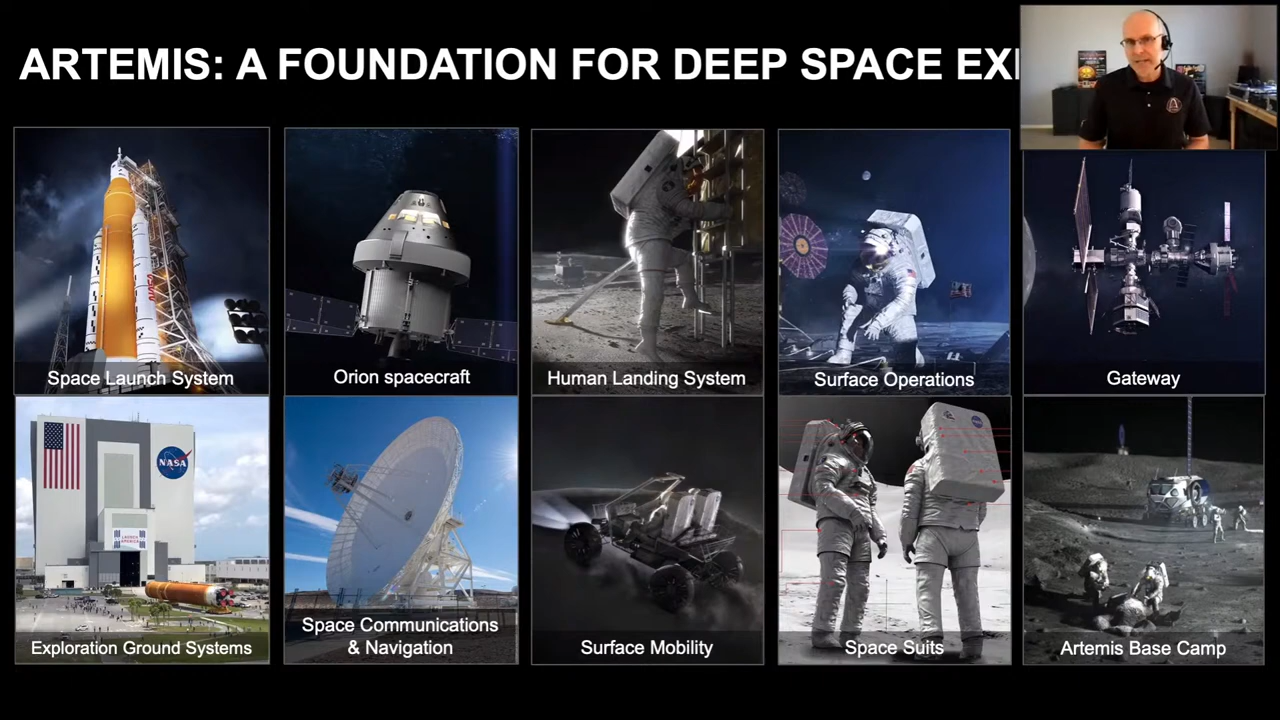 ARTEMIS: A FOUNDATION FOR DEEP SPACE EX
Space Launch System
Orion spacecraft
Human Landing System
Surface Operations
Gateway
NASA
Exploration Ground Systems
Space Communications
& Navigation
Surface Mobility
Space Suits
Artemis Base Camp